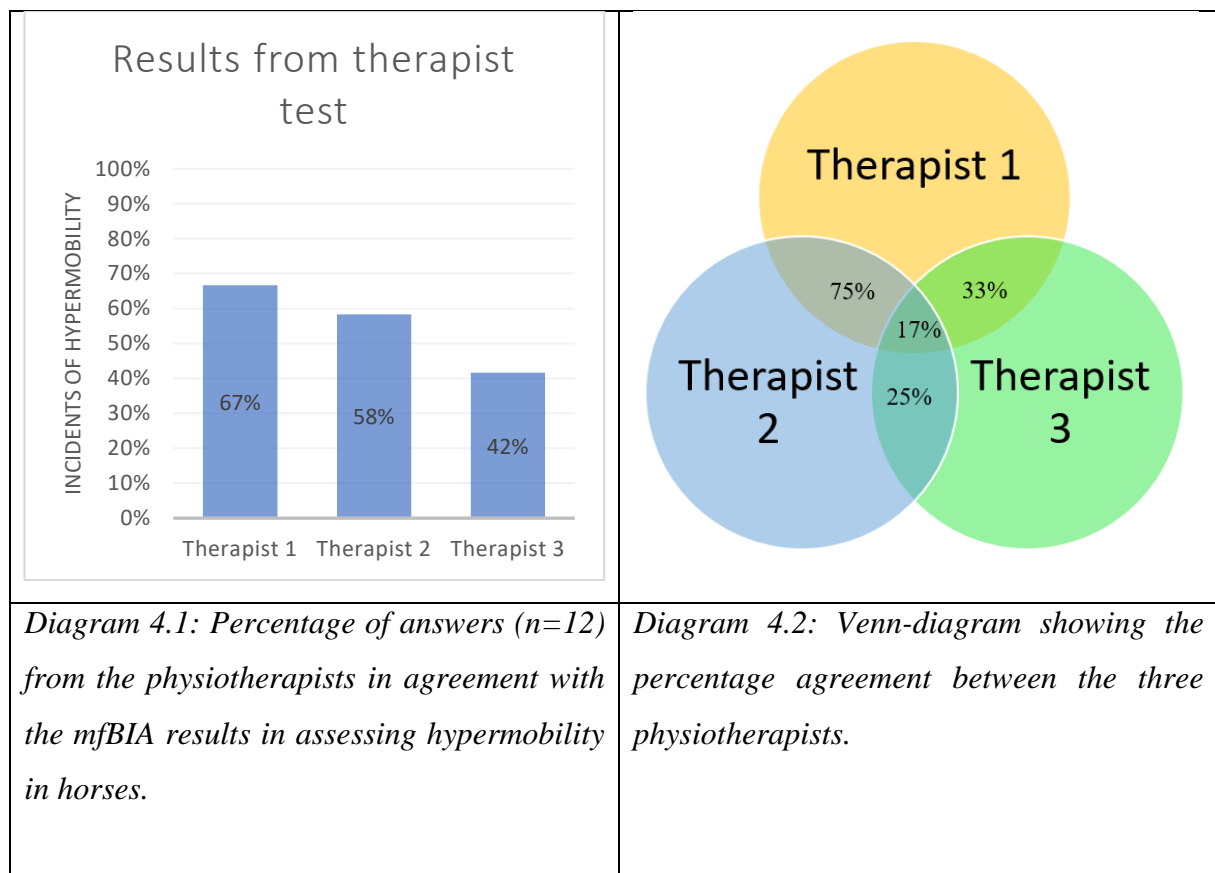 Results from therapist
test
INCIDENTS OF HYPERMOBILITY
100%
90%
80%
70%
60%
50%
40%
30%
20%
10%
0%
67%
58%
42%
Therapist 1 Therapist 2 Therapist 3
Therapist 1
75%
33%
17%
Therapist
2
25%
Therapist
3
Diagram 4.1: Percentage of answers (n=12)
from the physiotherapists in agreement with
the mfBIA results in assessing hypermobility
in horses.
Diagram 4.2: Venn-diagram showing the
percentage agreement between the three
physiotherapists.